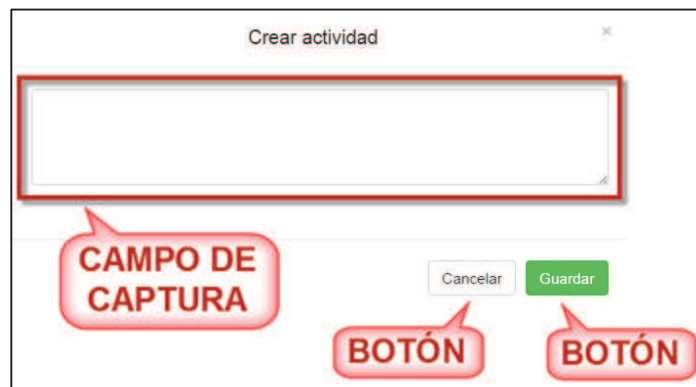 Crear actividad
×
CAMPO DE
CAPTURA
Cancelar
Guardar
BOTÓN
BOTÓN